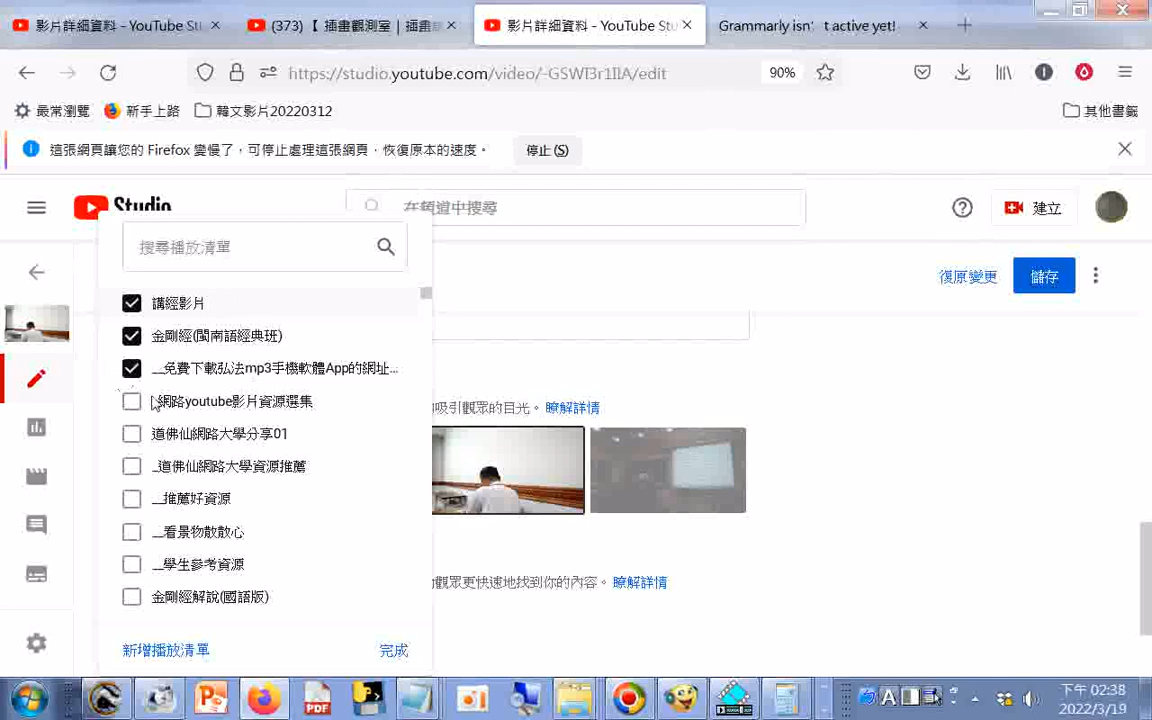 影片詳細資料 - YouTube Stu
(373)【 插畫觀測室 | 插畫
影片詳細資料 - YouTube Stu
Grammarly isn't active yet!
https://studio.youtube.com/video/-GSWI3r1IlA/edit
90%
最常瀏覽
新手上路
韓文影片20220312
其他書籤
這張網頁讓您的 Firefox 變慢了，可停止處理這張網頁，恢復原本的速度。
停止(S)
Studio
在頻道中搜尋
建立
搜尋播放清單
復原變更
儲存
講經影片
金剛經(閩南語經典班)
__免費下載弘法mp3手機軟體App的網址...
網路youtube影片資源選集
吸引觀眾的目光。 瞭解詳情
道佛仙網路大學分享01
_道佛仙網路大學資源推薦
__推薦好資源
__看景物散散心
__學生參考資源
觀眾更快速地找到你的內容。 瞭解詳情
金剛經解說(國語版)
新增播放清單
完成
PDF
A
下午 02:38
2022/3/19